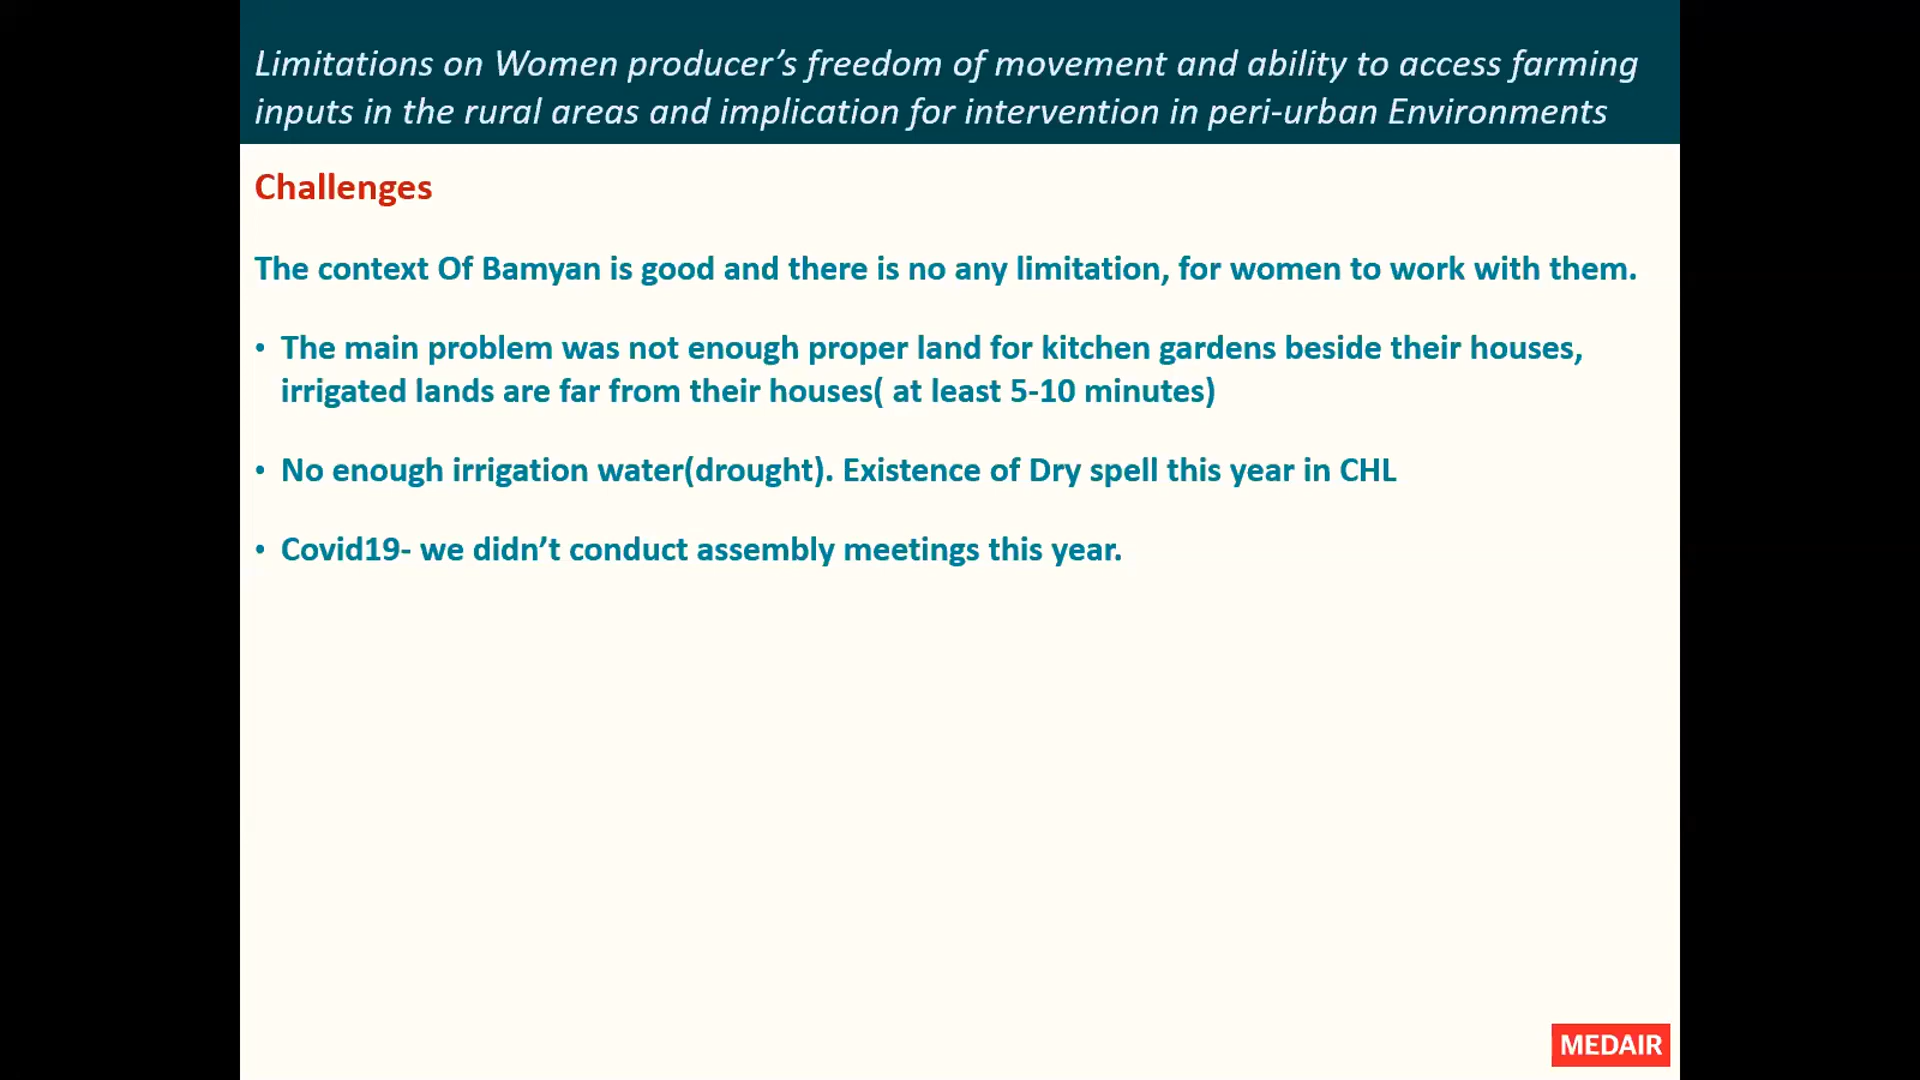 Limitations on Women producer’s freedom of movement and ability to access farming
inputs in the rural areas and implication for intervention in peri-urban Environments
Challenges
The context Of Bamyan is good and there is no any limitation, for women to work with them.
• The main problem was not enough proper land for kitchen gardens beside their houses,
irrigated lands are far from their houses( at least 5-10 minutes)
• No enough irrigation water(drought). Existence of Dry spell this year in CHL
• Covid19- we didn’t conduct assembly meetings this year.
MEDAIR